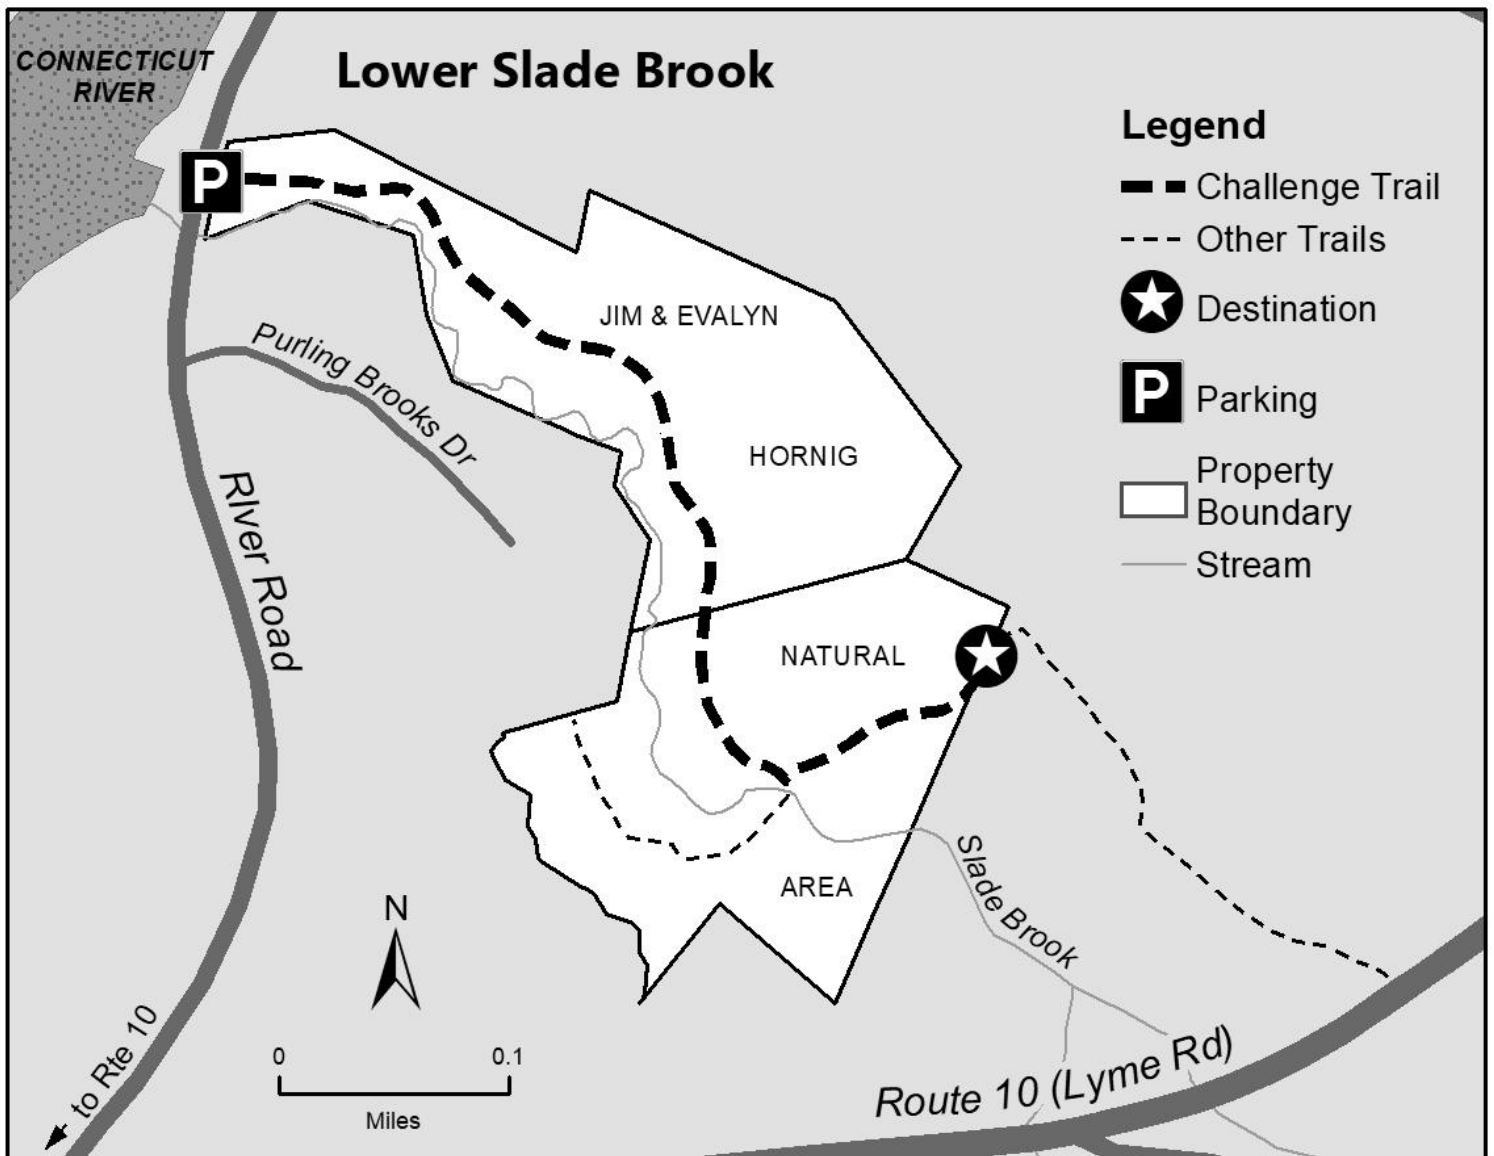 CONNECTICUT
RIVER
Lower Slade Brook
P
Legend
Challenge Trail
Other Trails
Destination
P
Parking
Property
Boundary
Stream
JIM & EVALYN
HORNIG
NATURAL
AREA
Purling Brooks Dr
RIver Road
Slade Brook
N
to Rte 10
0 0.1
Miles
Route 10 (Lyme Rd)